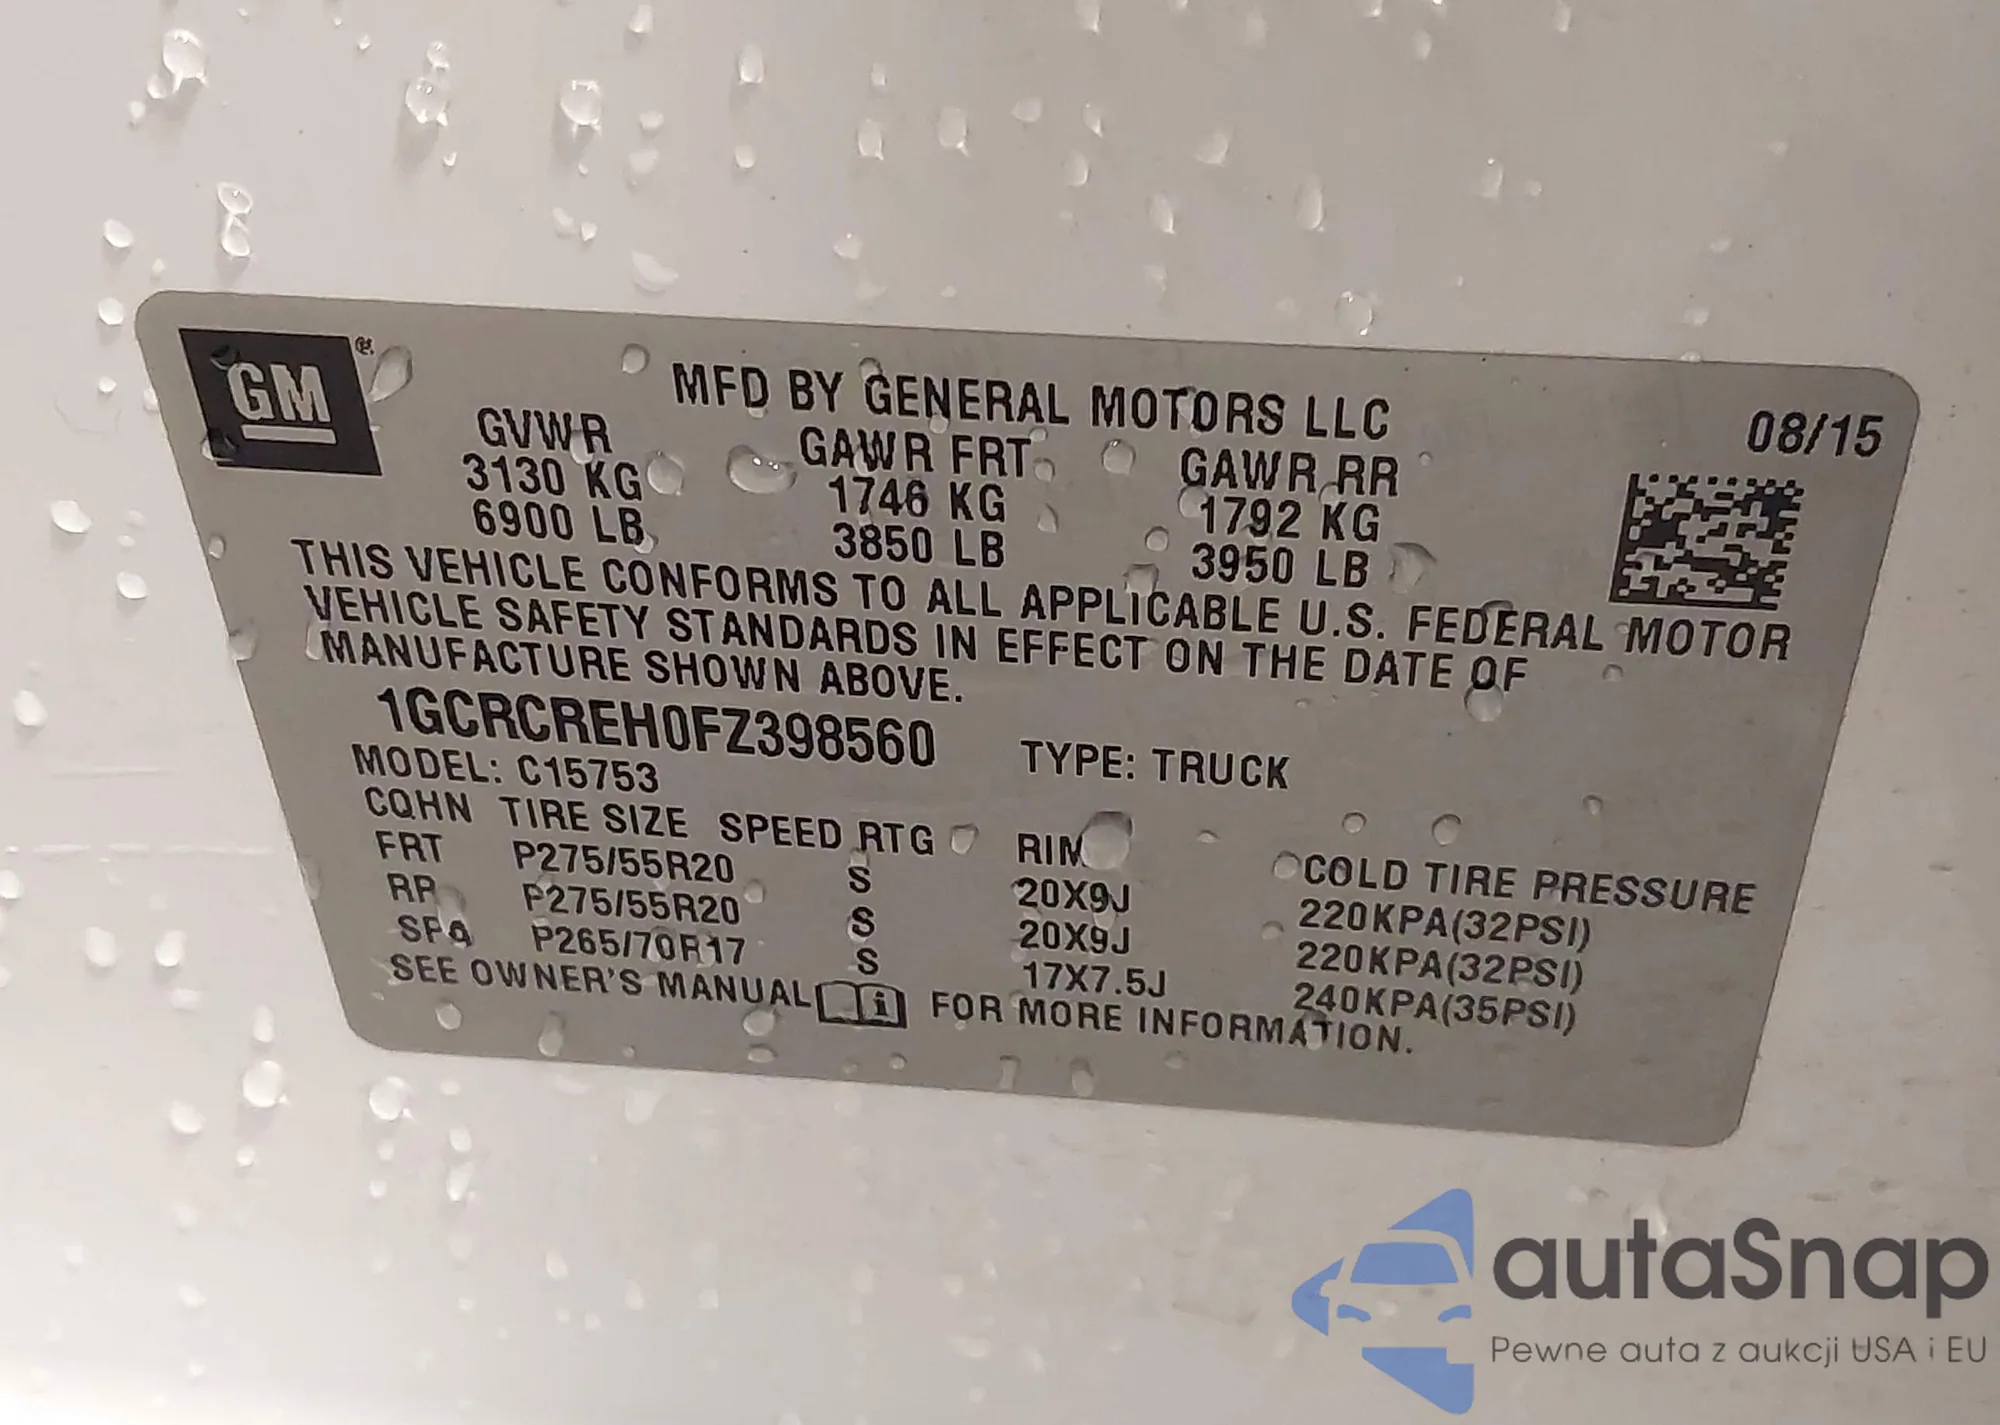 GM
MFD BY GENERAL MOTORS LLC 08/15
GVWR GAWR FRT GAWR RR
3130 KG 1746 KG 1792 KG
6900 LB 3850 LB 3950 LB
THIS VEHICLE CONFORMS TO ALL APPLICABLE U.S. FEDERAL MOTOR
VEHICLE SAFETY STANDARDS IN EFFECT ON THE DATE OF
MANUFACTURE SHOWN ABOVE.
1GCRCREH0FZ398560 TYPE: TRUCK
MODEL: C15753
CQHN TIRE SIZE SPEED RTG RIM COLD TIRE PRESSURE
FRT P275/55R20 S 20X9J 220KPA(32PSI)
RR P275/55R20 S 20X9J 220KPA(32PSI)
SPA P265/70R17 S 17X7.5J 240KPA(35PSI)
SEE OWNER'S MANUAL FOR MORE INFORMATION.
autaSnap
Pewne auta z aukcji USA i EU